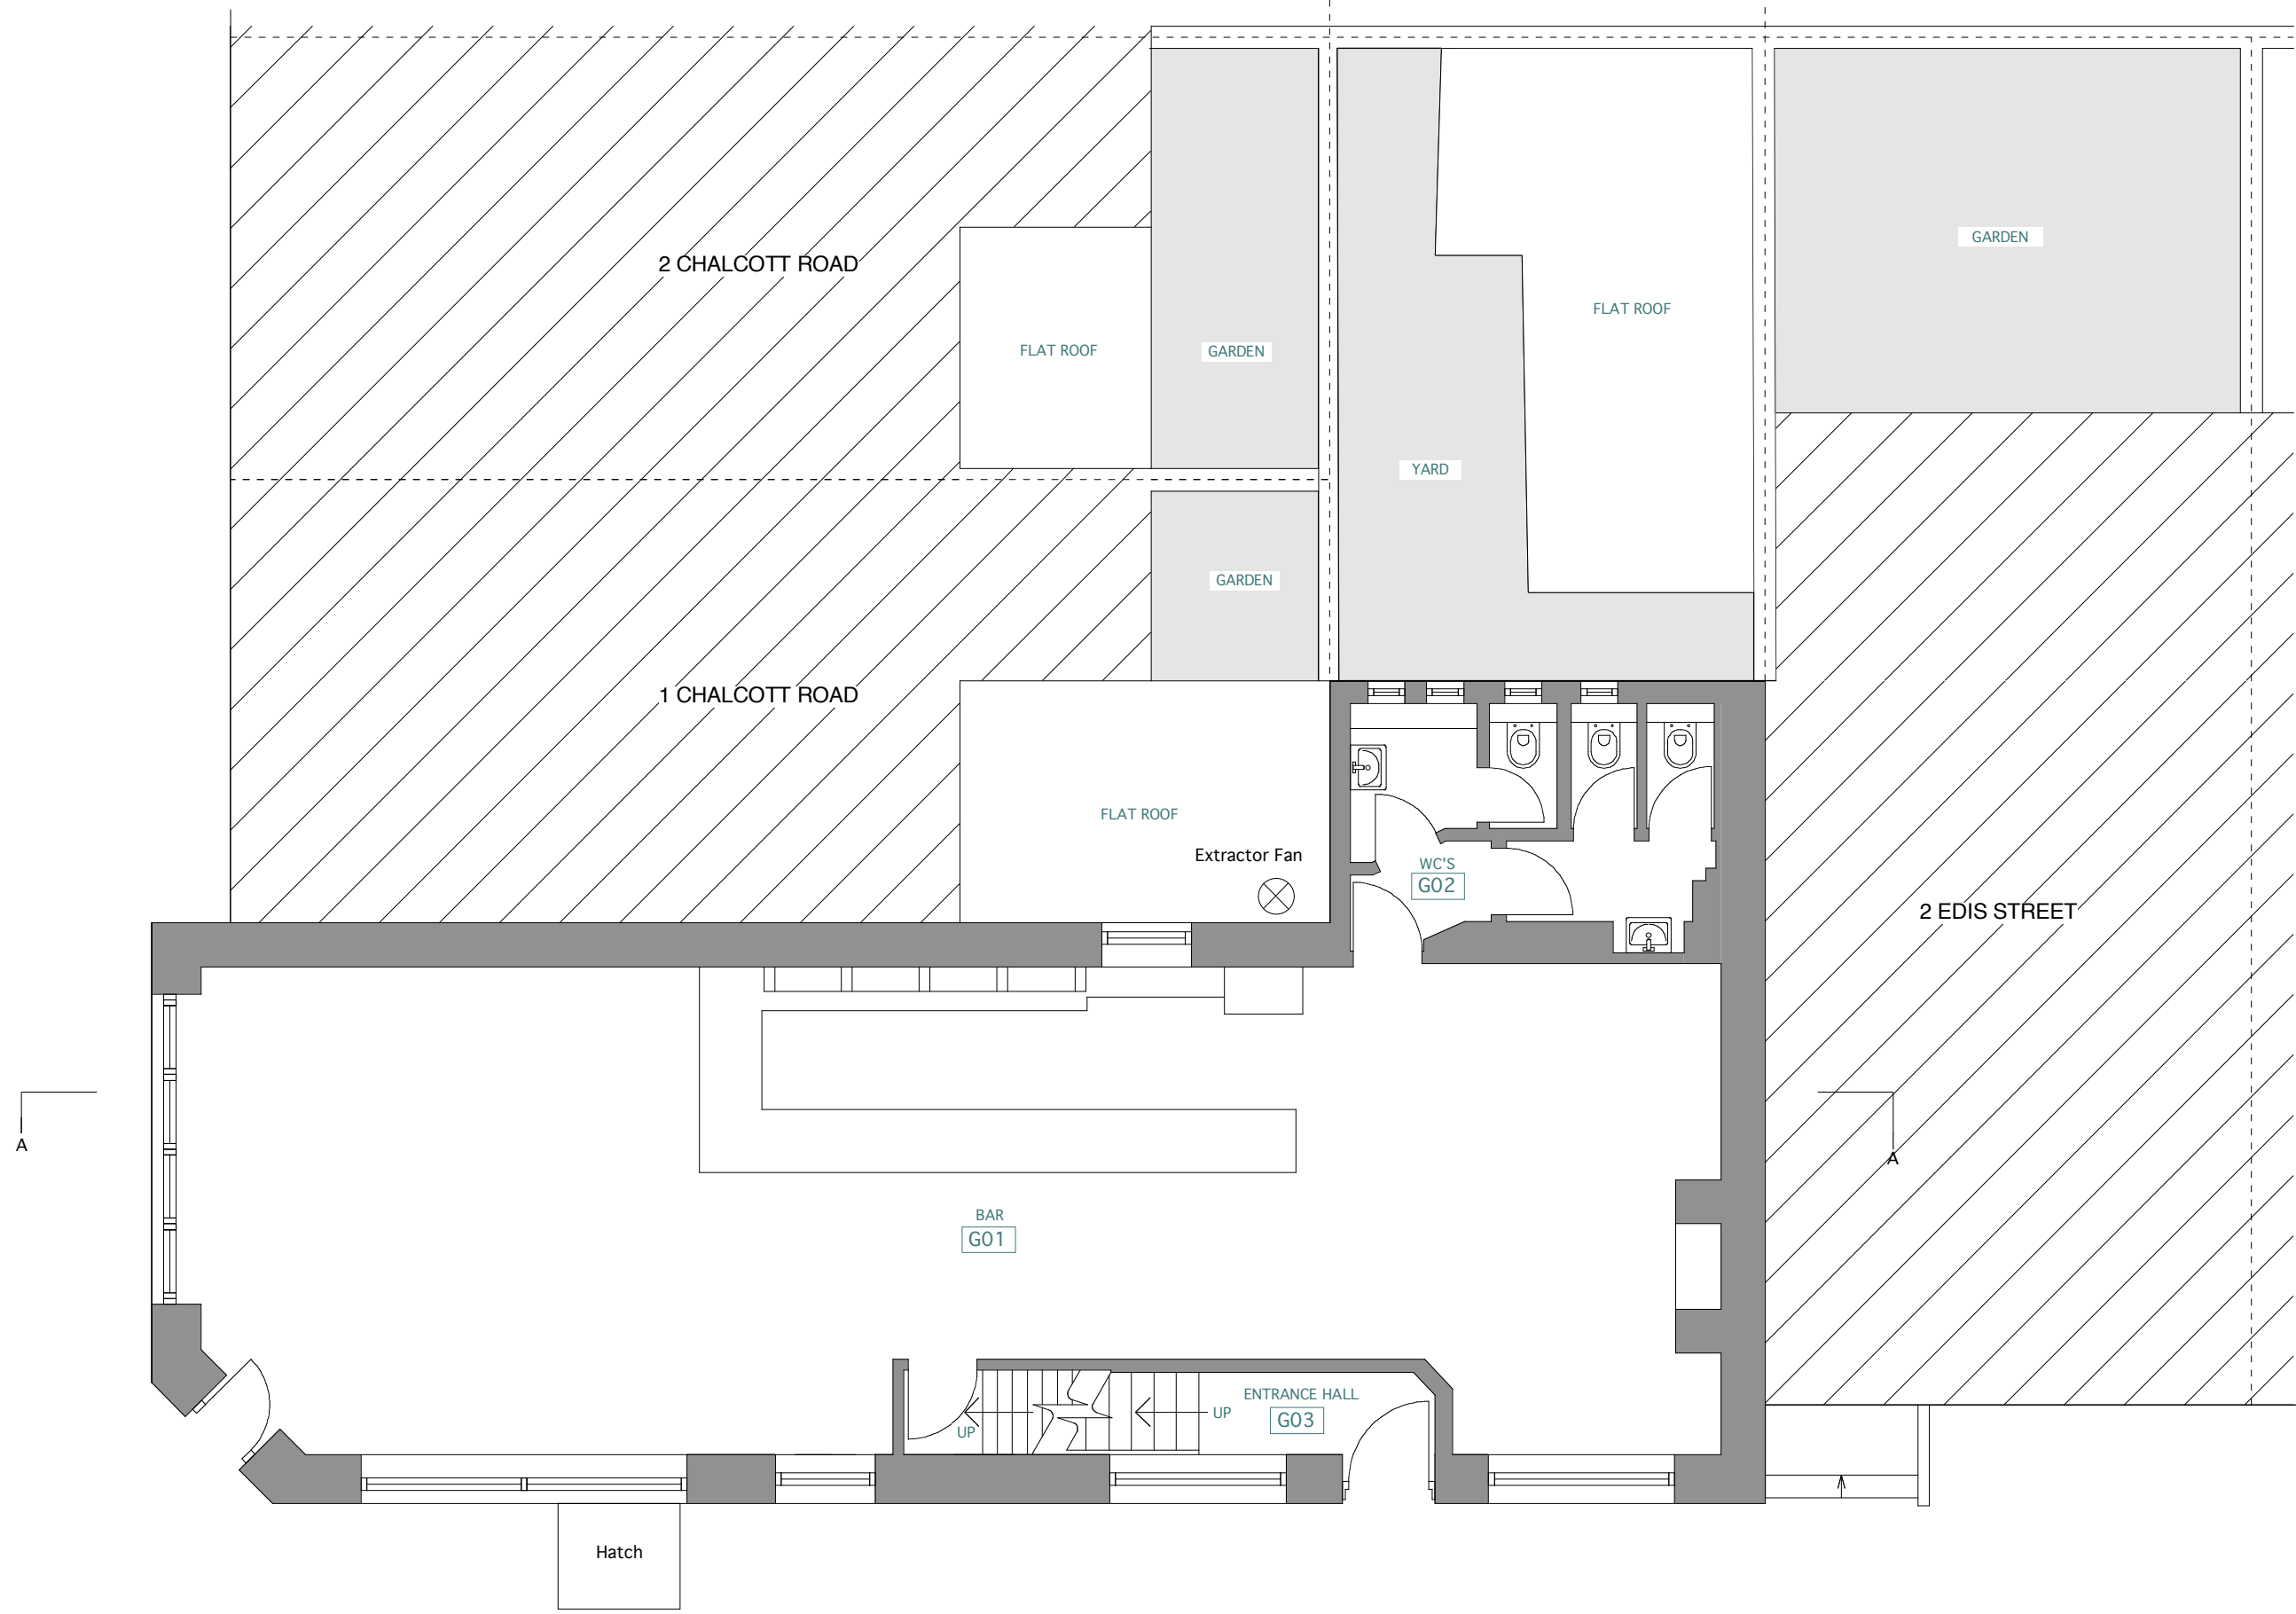 GARDEN
2 CHALCOTT ROAD
FLAT ROOF
FLAT ROOF
GARDEN
YARD
GARDEN
1 CHALCOTT ROAD
FLAT ROOF
Extractor Fan
WC'S
G02
2 EDIS STREET
A
A
BAR
G01
ENTRANCE HALL
G03
UP
UP
Hatch